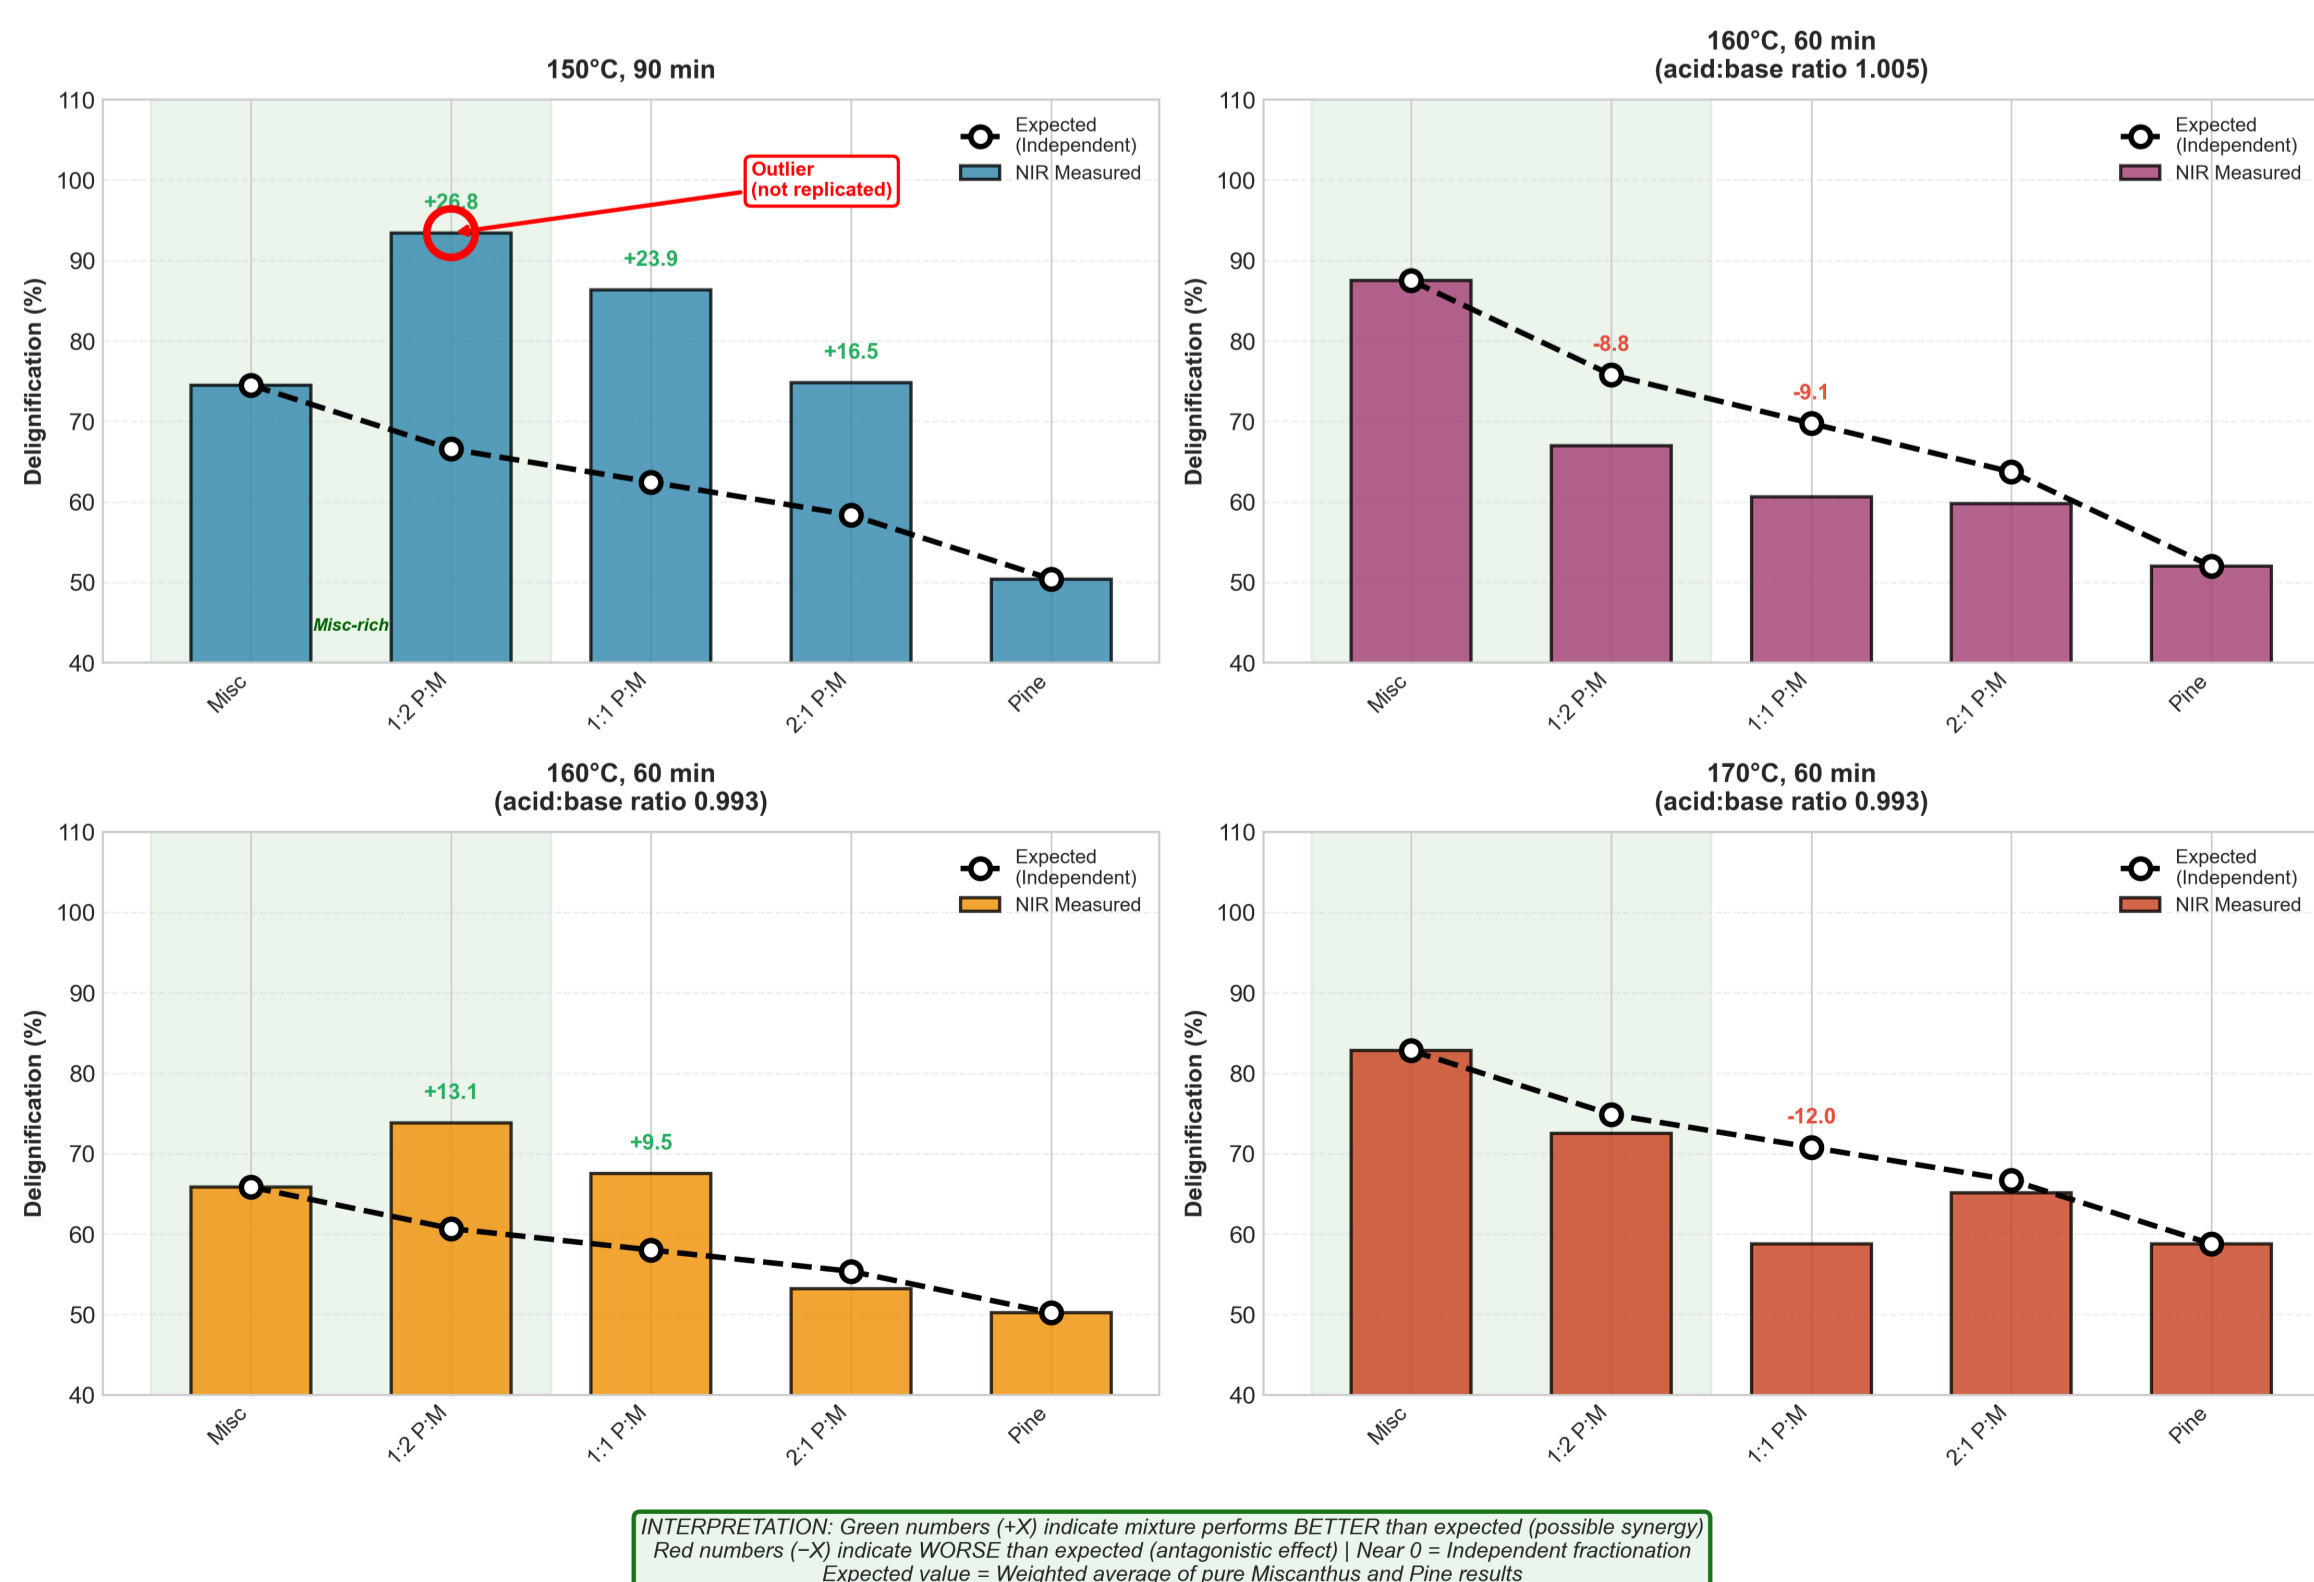 150°C, 90 min
110
100
90
80
70
60
50
40
Delignification (%)
Expected
(Independent)
NIR Measured
Outlier
(not replicated)
+26.8
+23.9
+16.5
Misc-rich
Misc
1:2 P:M
1:1 P:M
2:1 P:M
Pine
160°C, 60 min
(acid:base ratio 1.005)
110
100
90
80
70
60
50
40
Delignification (%)
Expected
(Independent)
NIR Measured
-8.8
-9.1
Misc
1:2 P:M
1:1 P:M
2:1 P:M
Pine
160°C, 60 min
(acid:base ratio 0.993)
110
100
90
80
70
60
50
40
Delignification (%)
Expected
(Independent)
NIR Measured
+13.1
+9.5
Misc
1:2 P:M
1:1 P:M
2:1 P:M
Pine
170°C, 60 min
(acid:base ratio 0.993)
110
100
90
80
70
60
50
40
Delignification (%)
Expected
(Independent)
NIR Measured
-12.0
Misc
1:2 P:M
1:1 P:M
2:1 P:M
Pine
INTERPRETATION: Green numbers (+X) indicate mixture performs BETTER than expected (possible synergy)
Red numbers (−X) indicate WORSE than expected (antagonistic effect) | Near 0 = Independent fractionation
Expected value = Weighted average of pure Miscanthus and Pine results